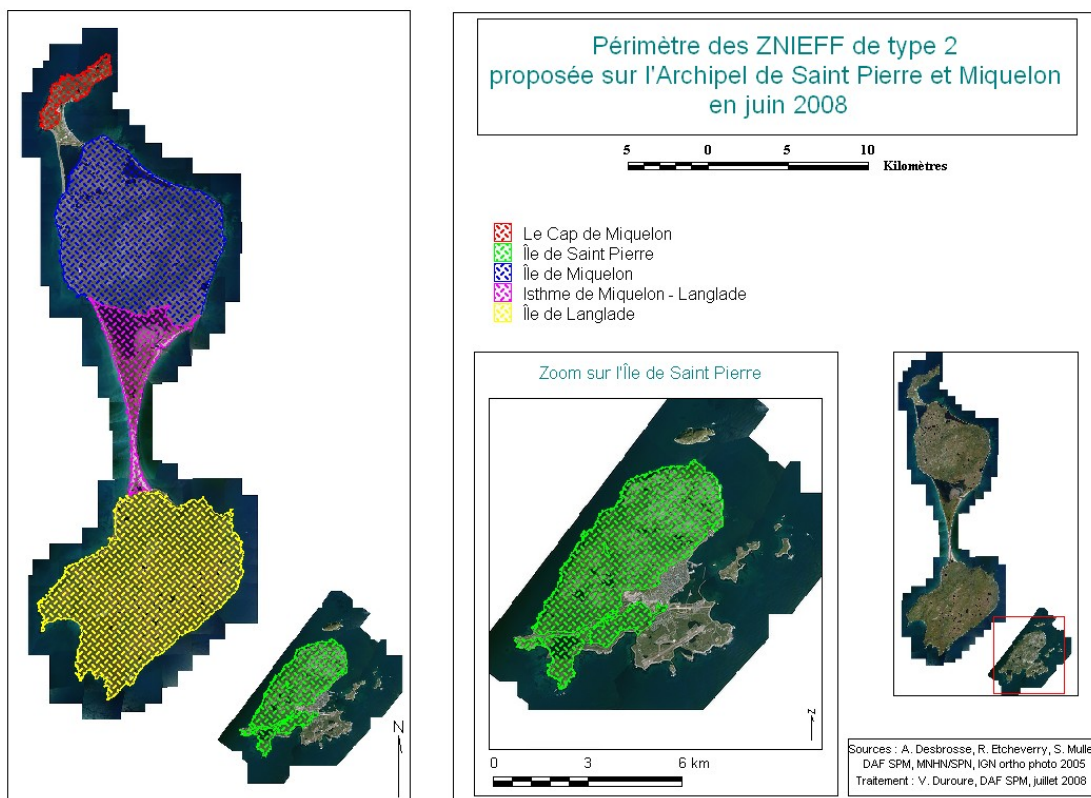 Périmètre des ZNIEFF de type 2
proposée sur l'Archipel de Saint Pierre et Miquelon
en juin 2008
5 0 5 10
Kilomètres
Le Cap de Miquelon
Île de Saint Pierre
Île de Miquelon
Isthme de Miquelon - Langlade
Île de Langlade
Zoom sur l'Île de Saint Pierre
N
N
0 3 6 km
Sources : A. Desbrosse, R. Etcheverry, S. Mulle
DAF SPM, MNHN/SPN, IGN ortho photo 2005
Traitement : V. Duroure, DAF SPM, juillet 2008